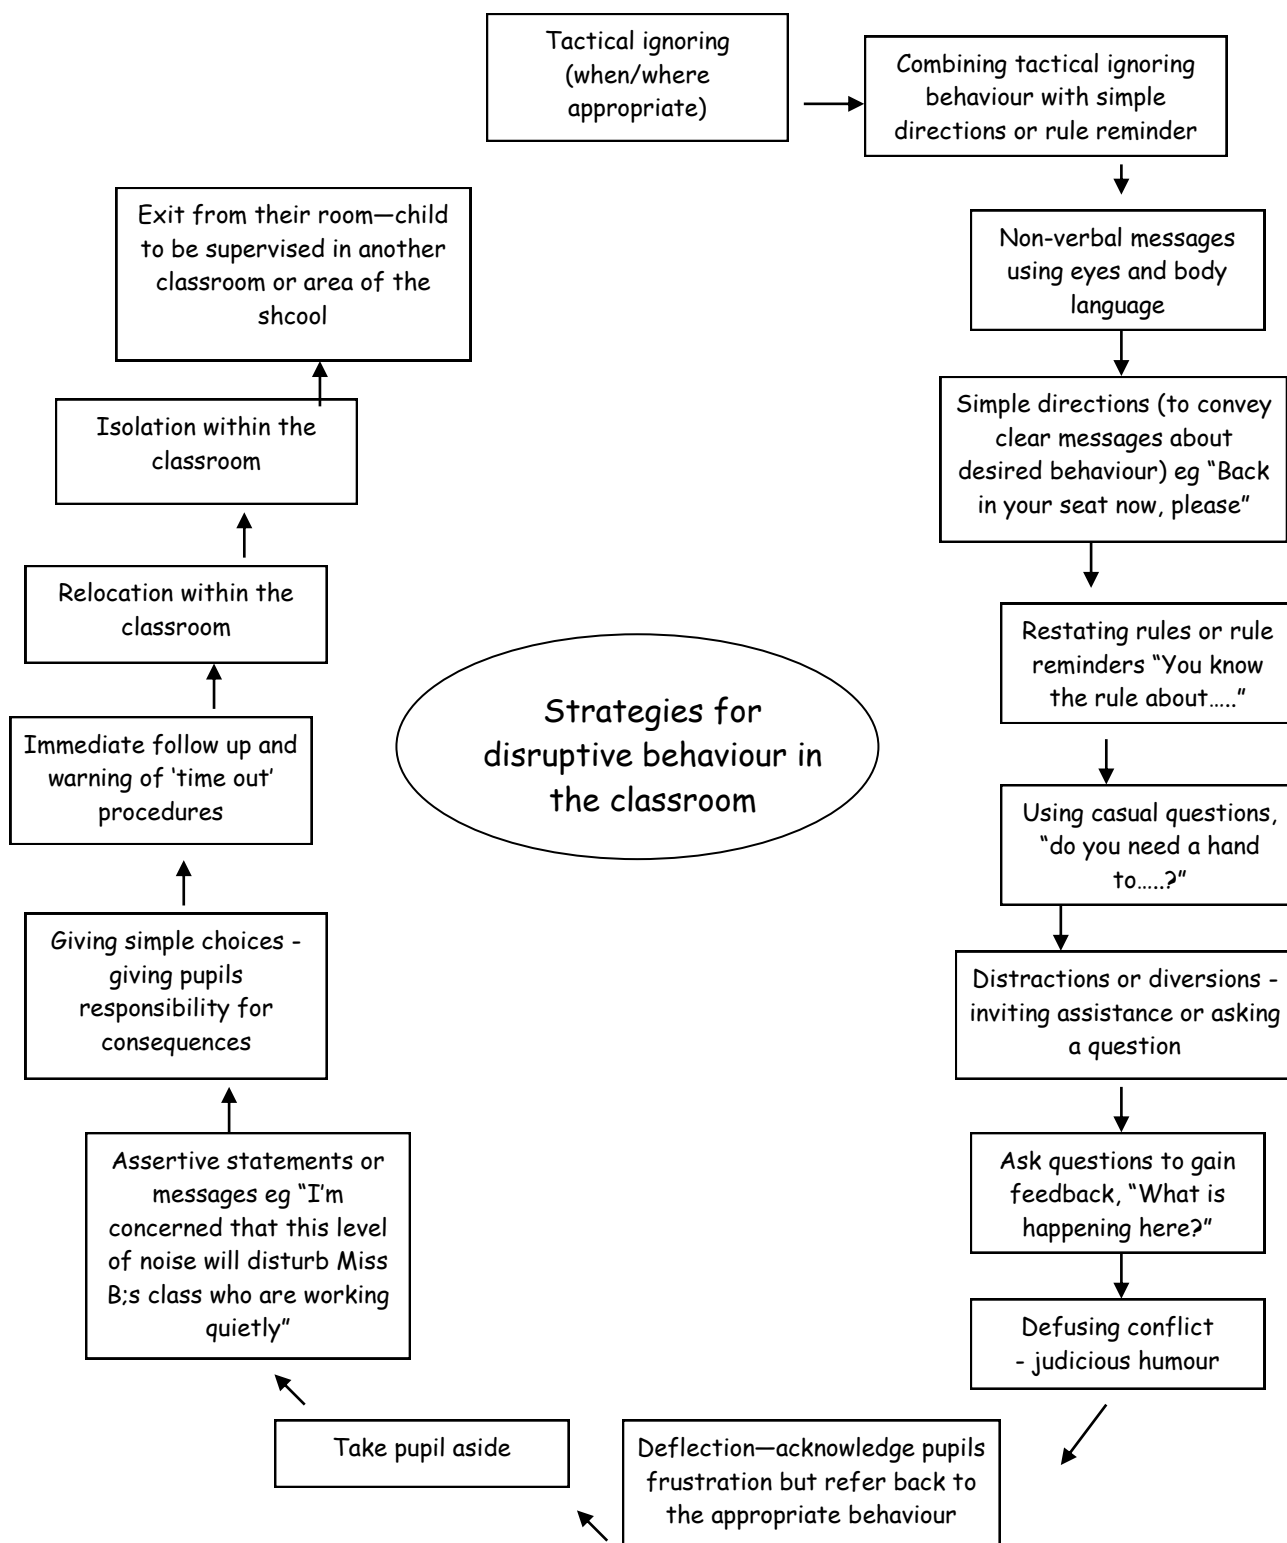 Tactical ignoring
(when/where
appropriate)
Combining tactical ignoring
behaviour with simple
directions or rule reminder
Non-verbal messages
using eyes and body
language
Simple directions (to convey
clear messages about
desired behaviour) eg “Back
in your seat now, please”
Restating rules or rule
reminders “You know
the rule about…..”
Using casual questions,
“do you need a hand
to…..?”
Distractions or diversions -
inviting assistance or asking
a question
Ask questions to gain
feedback, “What is
happening here?”
Defusing conflict
- judicious humour
Deflection—acknowledge pupils
frustration but refer back to
the appropriate behaviour
Take pupil aside
Assertive statements or
messages eg “I’m
concerned that this level
of noise will disturb Miss
B;s class who are working
quietly”
Giving simple choices -
giving pupils
responsibility for
consequences
Immediate follow up and
warning of ‘time out’
procedures
Relocation within the
classroom
Isolation within the
classroom
Exit from their room—child
to be supervised in another
classroom or area of the
shcool
Strategies for
disruptive behaviour in
the classroom